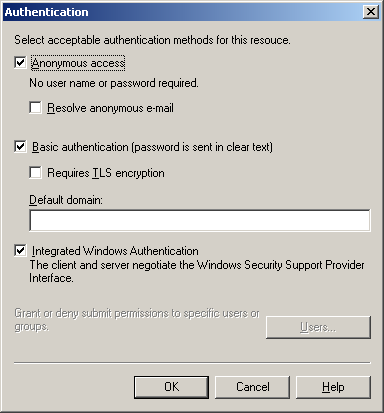 Authentication
Select acceptable authentication methods for this resouce.
Anonymous access
No user name or password required.
Resolve anonymous e-mail
Basic authentication (password is sent in clear text)
Requires TLS encryption
Default domain:
Integrated Windows Authentication
The client and server negotiate the Windows Security Support Provider
Interface.
Grant or deny submit permissions to specific users or
groups.
Users...
OK
Cancel
Help